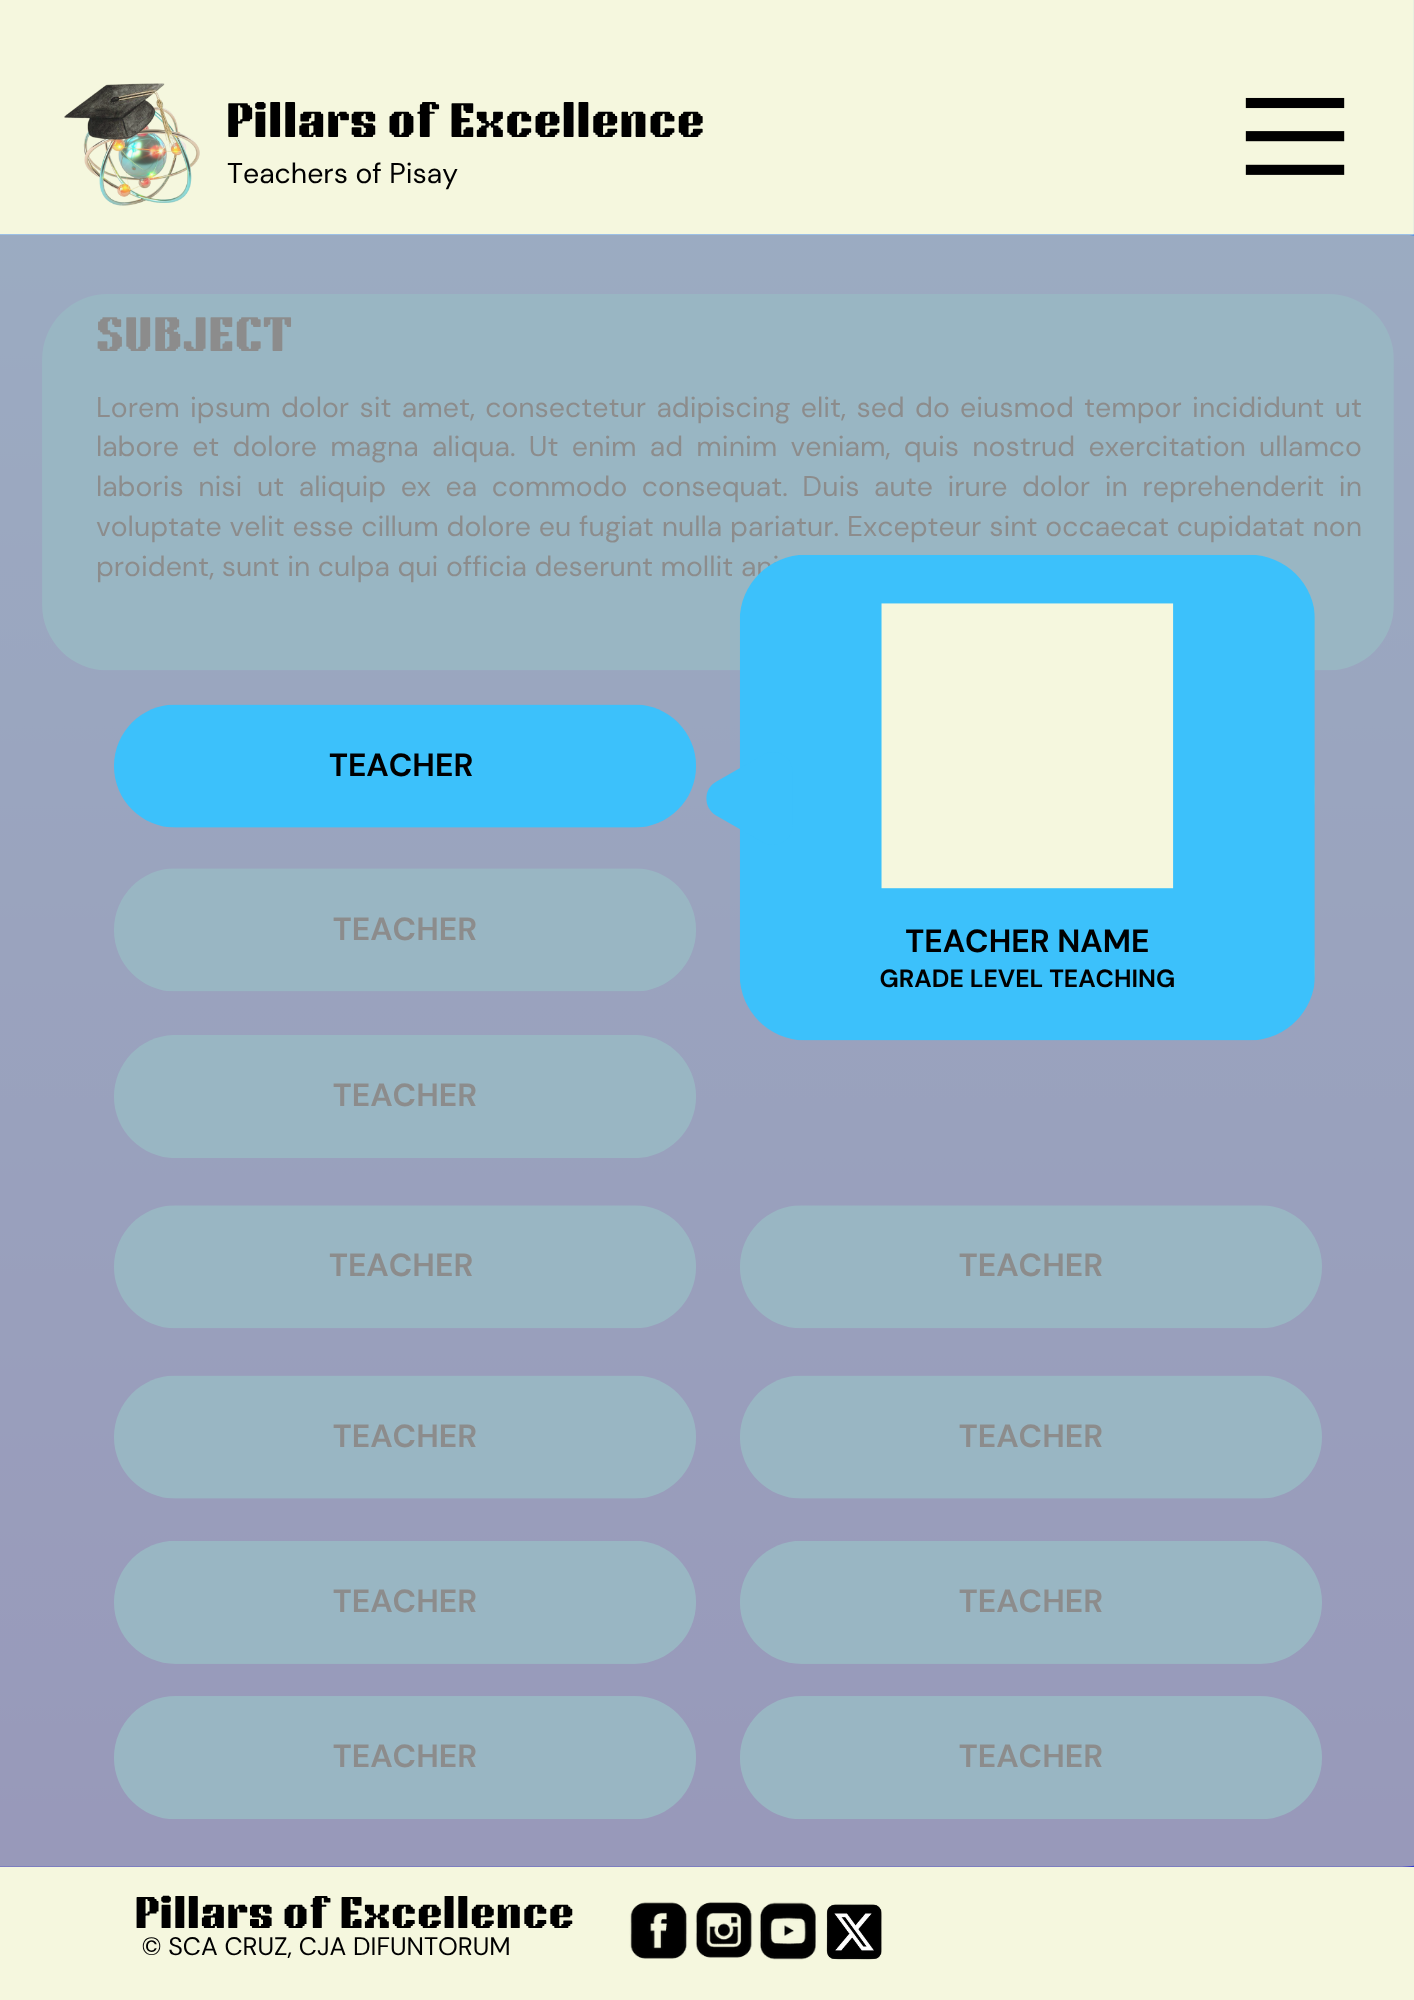 Pillars of Excellence
Teachers of Pisay
SUBJECT
Lorem ipsum dolor sit amet, consectetur adipiscing elit, sed do eiusmod tempor incididunt ut
labore et dolore magna aliqua. Ut enim ad minim veniam, quis nostrud exercitation ullamco
laboris nisi ut aliquip ex ea commodo consequat. Duis aute irure dolor in reprehenderit in
voluptate velit esse cillum dolore eu fugiat nulla pariatur. Excepteur sint occaecat cupidatat non
proident, sunt in culpa qui officia deserunt mollit
TEACHER
TEACHER NAME
GRADE LEVEL TEACHING
TEACHER
TEACHER
TEACHER
TEACHER
TEACHER
TEACHER
TEACHER
TEACHER
TEACHER
TEACHER
Pillars of Excellence
© SCA CRUZ, CJA DIFUNTORUM